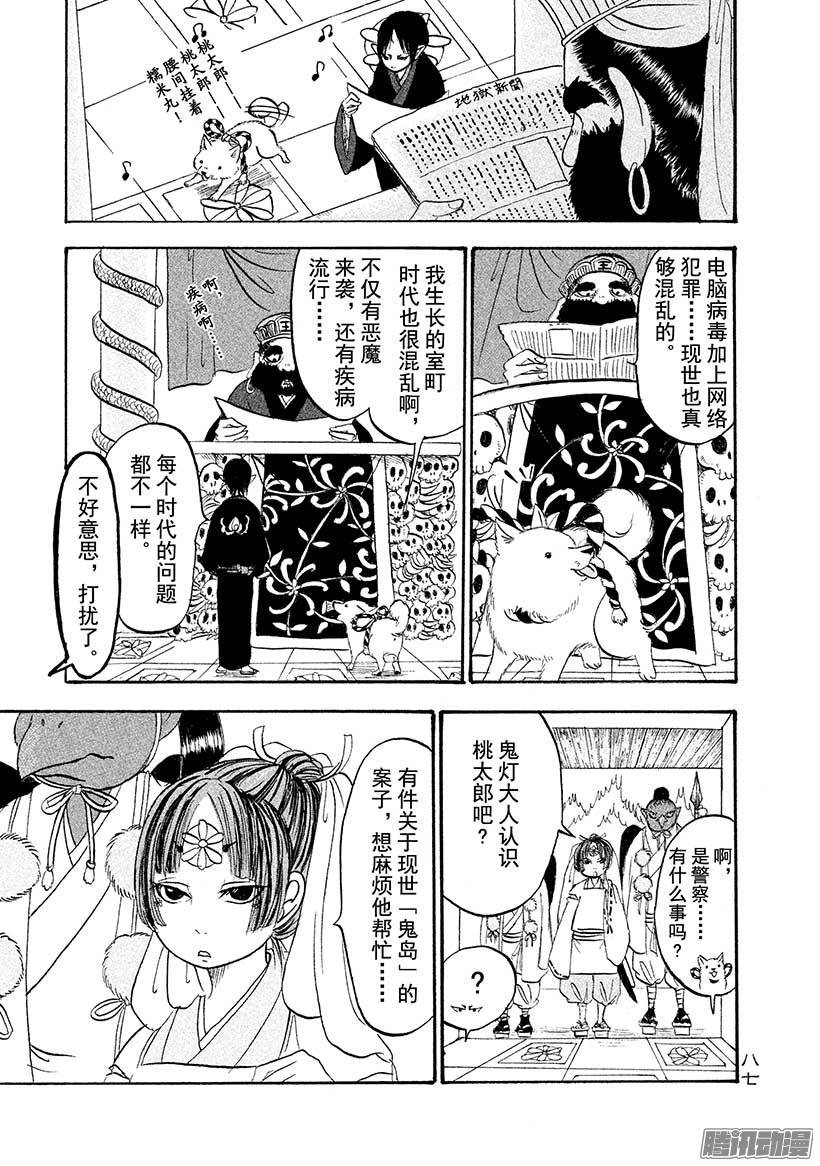 地獄新聞
桃太郎——
桃太郎——
腰间挂着
糯米丸！
电脑病毒加上网络
犯罪……现世也真
够混乱的。
我生长的室町
时代也很混乱啊，
不仅有恶魔
来袭，还有疾病
流行……
啊，
疾病啊……
每个时代的问题
都不一样。
不好意思，打扰了。
啊，
是警察……
有什么事吗？
鬼灯大人认识
桃太郎吧？
？
有件关于现世「鬼岛」的
案子，想麻烦他帮忙……
八七
腾讯动漫